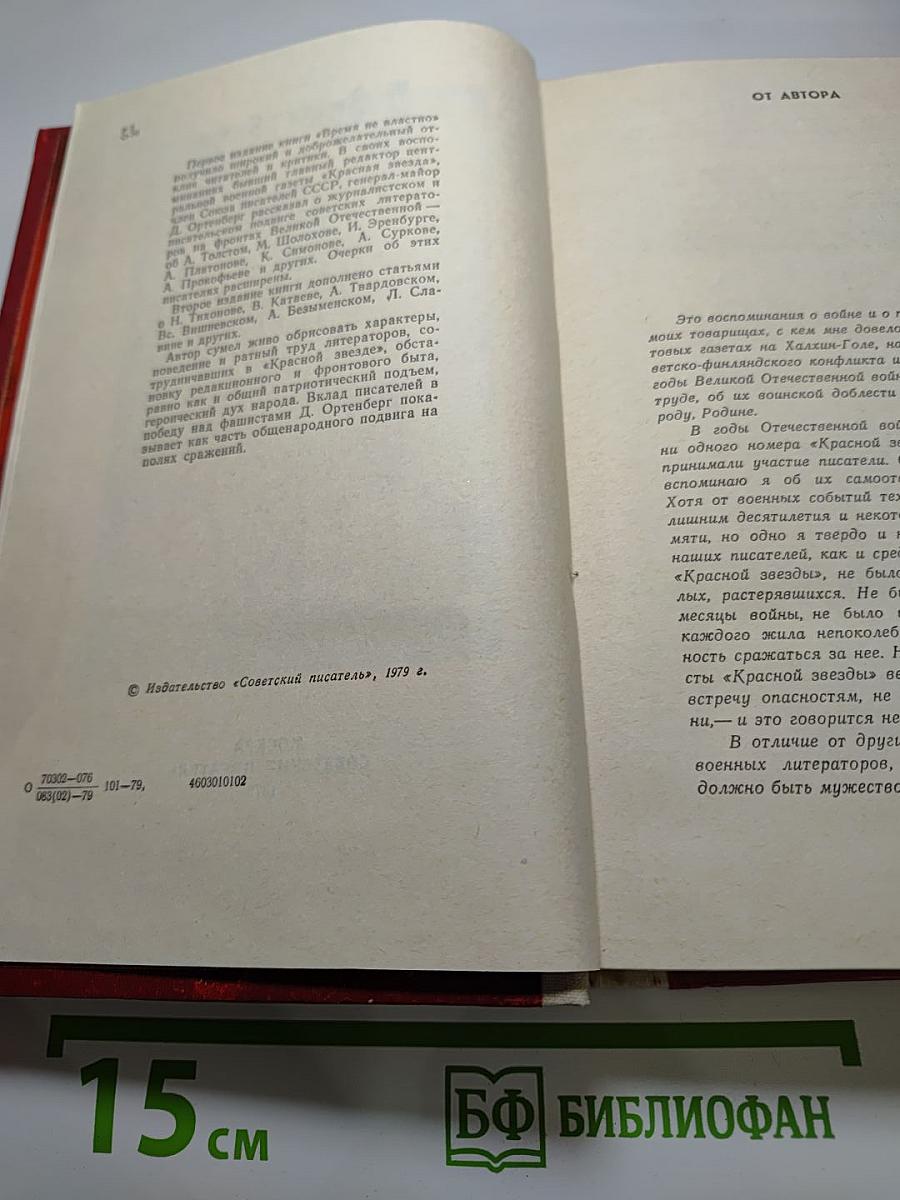 Первое издание книги «Время не властно»
получило широкий и доброжелательный от-
клик читателей и критики. В своих воспо-
минаниях бывший главный редактор цент-
ральной военной газеты «Красная звезда»,
член Союза писателей СССР, генерал-майор
Д. Ортенберг рассказал о журналистском и
писательском подвиге советских литерато-
ров на фронтах Великой Отечественной —
об А. Толстом, М. Шолохове, И. Эренбурге,
А. Платонове, К. Симонове, А. Суркове,
А. Прокофьеве и других. Очерки об этих
писателях расширены.
Второе издание книги дополнено статьями
о Н. Тихонове, В. Катаеве, А. Твардовском,
Вс. Вишневском, А. Безыменском, Л. Сла-
вине и других.
Автор сумел живо обрисовать характеры,
поведение и ратный труд литераторов, со-
трудничавших в «Красной звезде», обста-
новку редакционного и фронтового быта,
равно как и общий патриотический подъем,
героический дух народа. Вклад писателей в
победу над фашистами Д. Ортенберг пока-
зывает как часть общенародного подвига на
полях сражений.
© Издательство «Советский писатель», 1979 г.
О 70302—076
083(02)—79 101—79, 4603010102
ОТ АВТОРА
Это воспоминания о войне и о
моих товарищах, с кем мне довело
товых газетах на Халхин-Голе, на
ветско-финляндского конфликта и
годы Великой Отечественной войн
труде, об их воинской доблести
роду, Родине.
В годы Отечественной вой
ни одного номера «Красной зв
принимали участие писатели.
вспоминаю я об их самоот
Хотя от военных событий тех
лишним десятилетия и некот
мяти, но одно я твердо и
наших писателей, как и сре
«Красной звезды», не было
лых, растерявшихся. Не б
месяцы войны, не было
каждого жила непоколеб
ность сражаться за нее.
сты «Красной звезды» ве
встречу опасностям, не
ни,— и это говорится не
В отличие от други
военных литераторов,
должно быть мужество
15 см
БФ БИБЛИОФАН